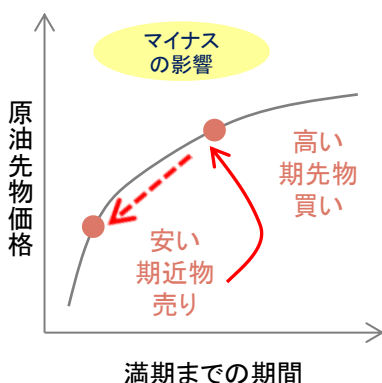 マイナス
の影響
原油先物価格
高い
期先物
買い
安い
期近物
売り
満期までの期間